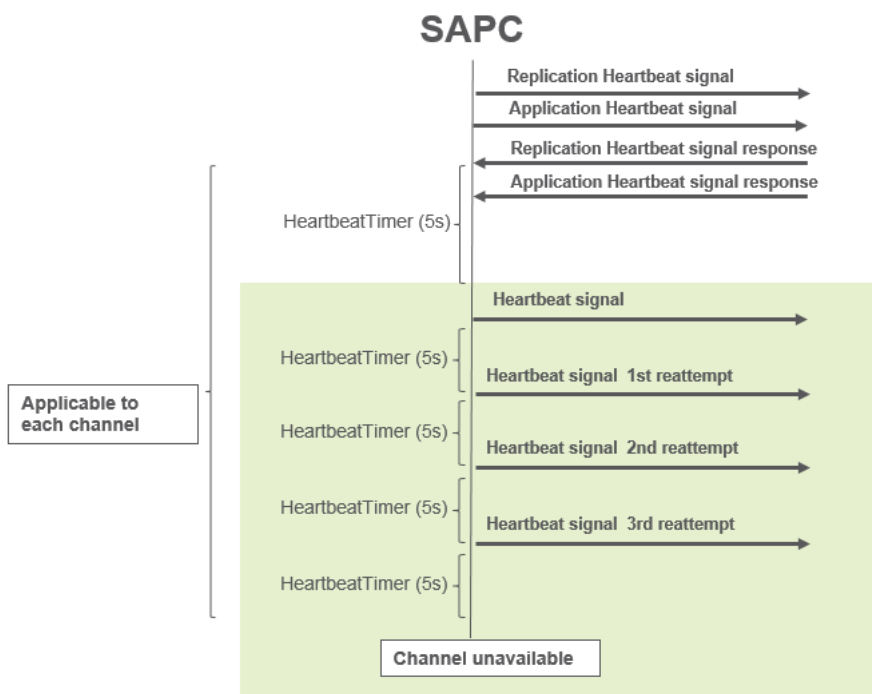 SAPC
Replication Heartbeat signal
Application Heartbeat signal
Replication Heartbeat signal response
Application Heartbeat signal response
HeartbeatTimer (5s)
Heartbeat signal
HeartbeatTimer (5s)
Heartbeat signal 1st reattempt
Applicable to
each channel
HeartbeatTimer (5s)
Heartbeat signal 2nd reattempt
HeartbeatTimer (5s)
Heartbeat signal 3rd reattempt
HeartbeatTimer (5s)
Channel unavailable